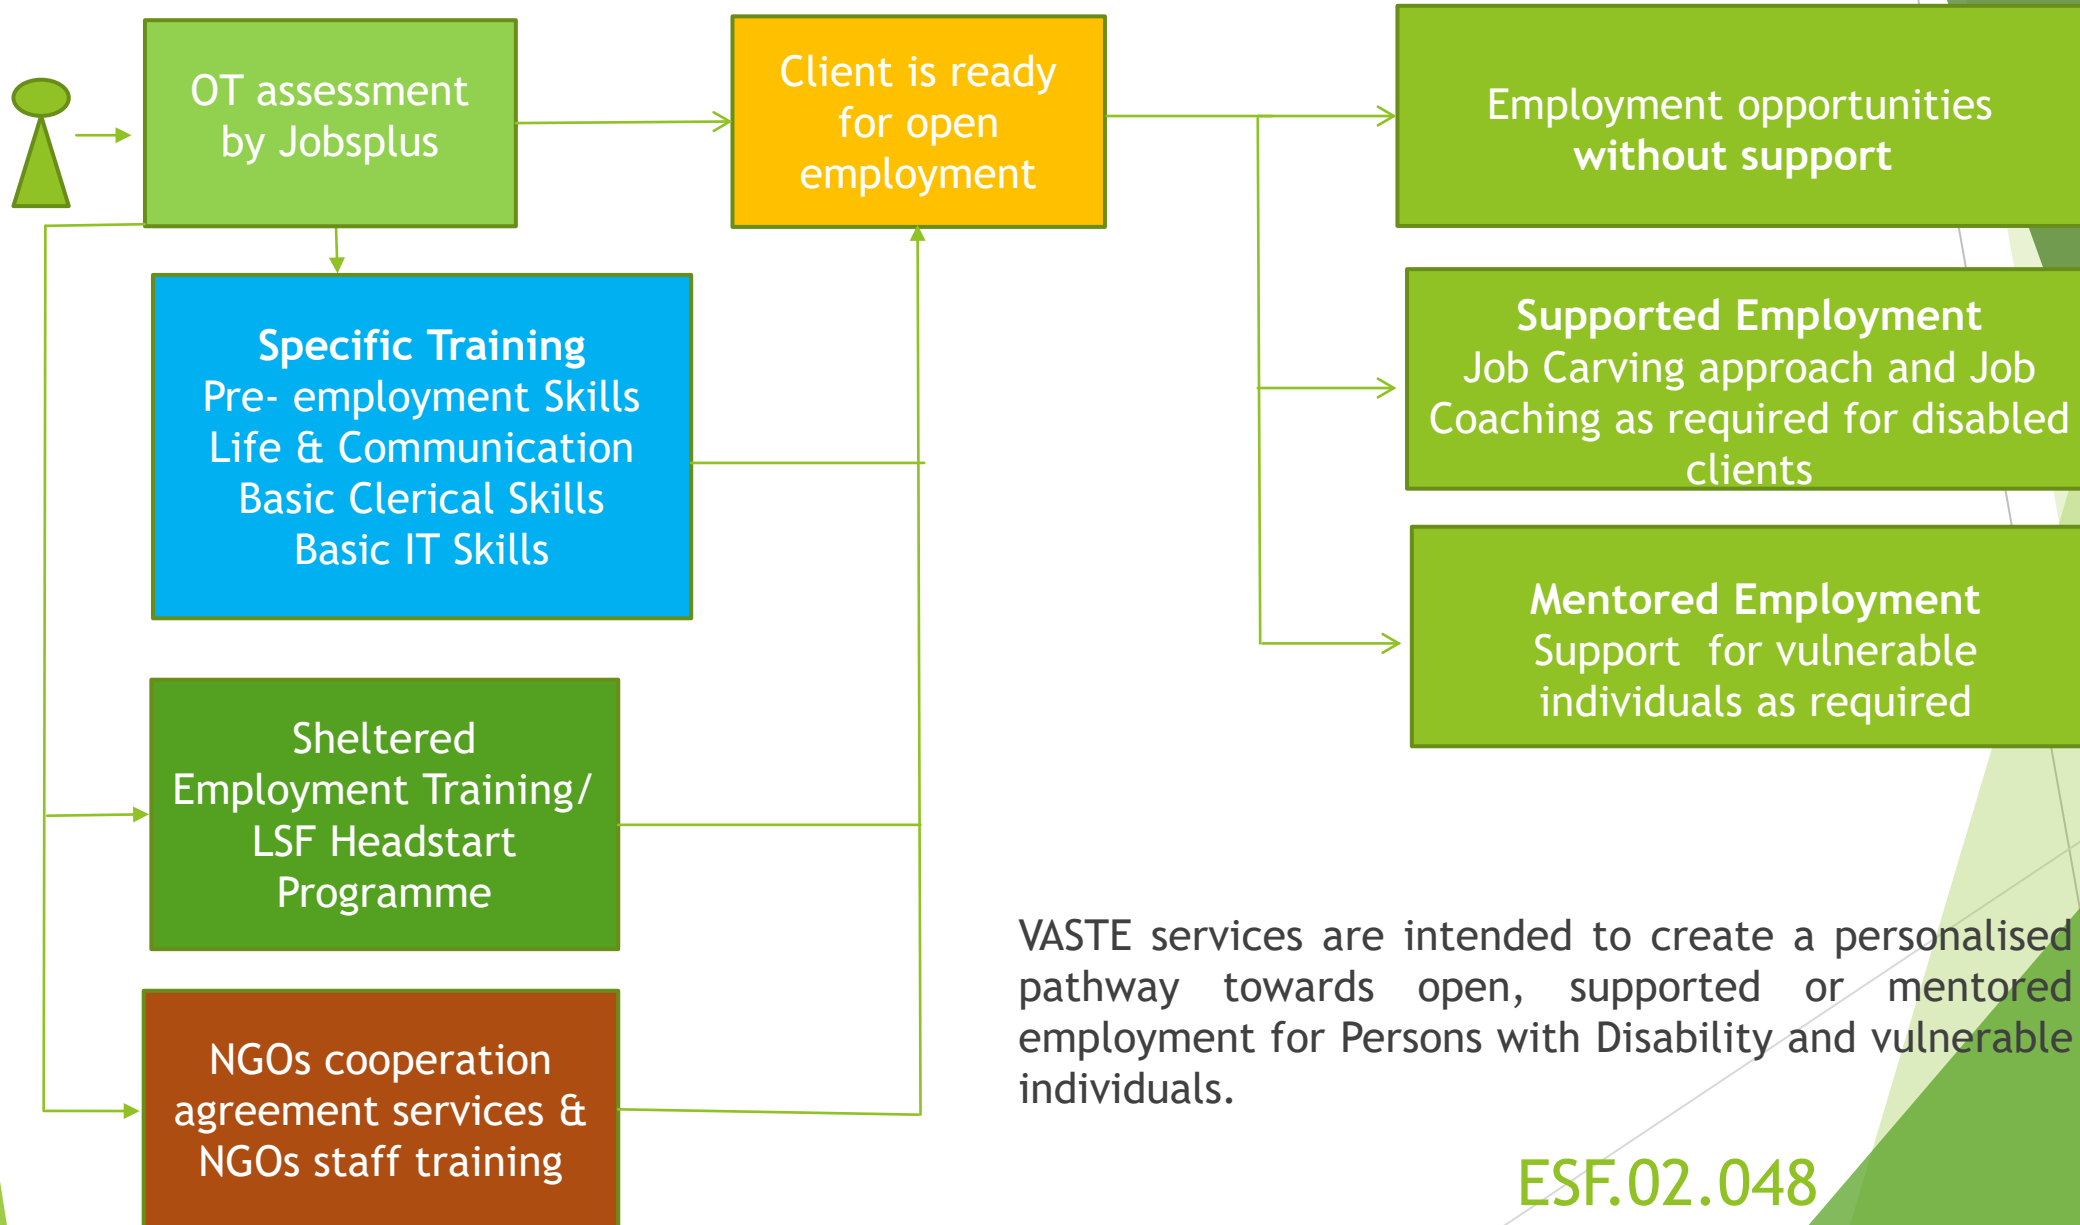 OT assessment
by Jobsplus
Client is ready
for open
employment
Employment opportunities
without support
Specific Training
Pre- employment Skills
Life & Communication
Basic Clerical Skills
Basic IT Skills
Supported Employment
Job Carving approach and Job
Coaching as required for disabled
clients
Mentored Employment
Support for vulnerable
individuals as required
Sheltered
Employment Training/
LSF Headstart
Programme
NGOs cooperation
agreement services &
NGOs staff training
VASTE services are intended to create a personalised
pathway towards open, supported or mentored
employment for Persons with Disability and vulnerable
individuals.
ESF.02.048